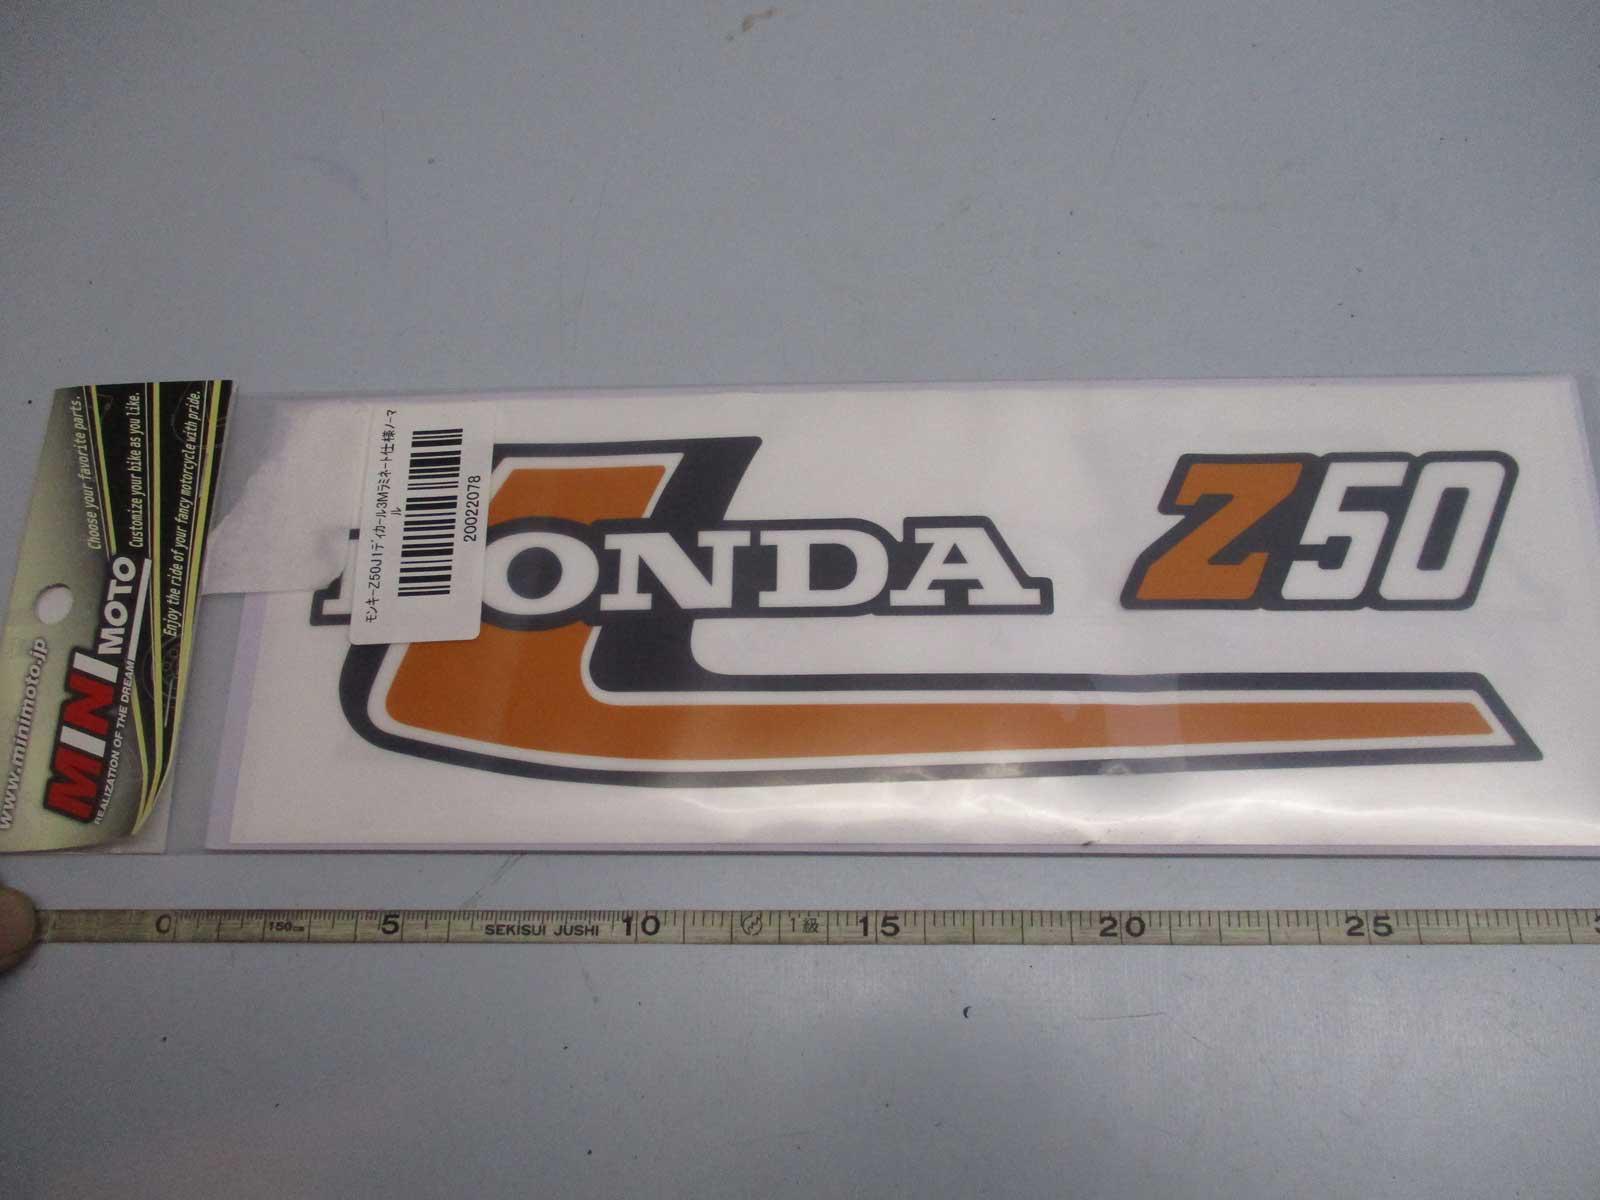 Choose your favorite parts.
Customize your bike as you like.
Enjoy the ride of your fancy motorcycle with pride.
MINI MOTO
REALIZATION OF THE DREAM
www.minimoto.jp
モンキーZ50J1ディカール3Mラミネート仕様ノーマ
ル
20022078
HONDA
Z50
0 150cm 5 SEKISUI JUSHI 10 1級 15 20 25